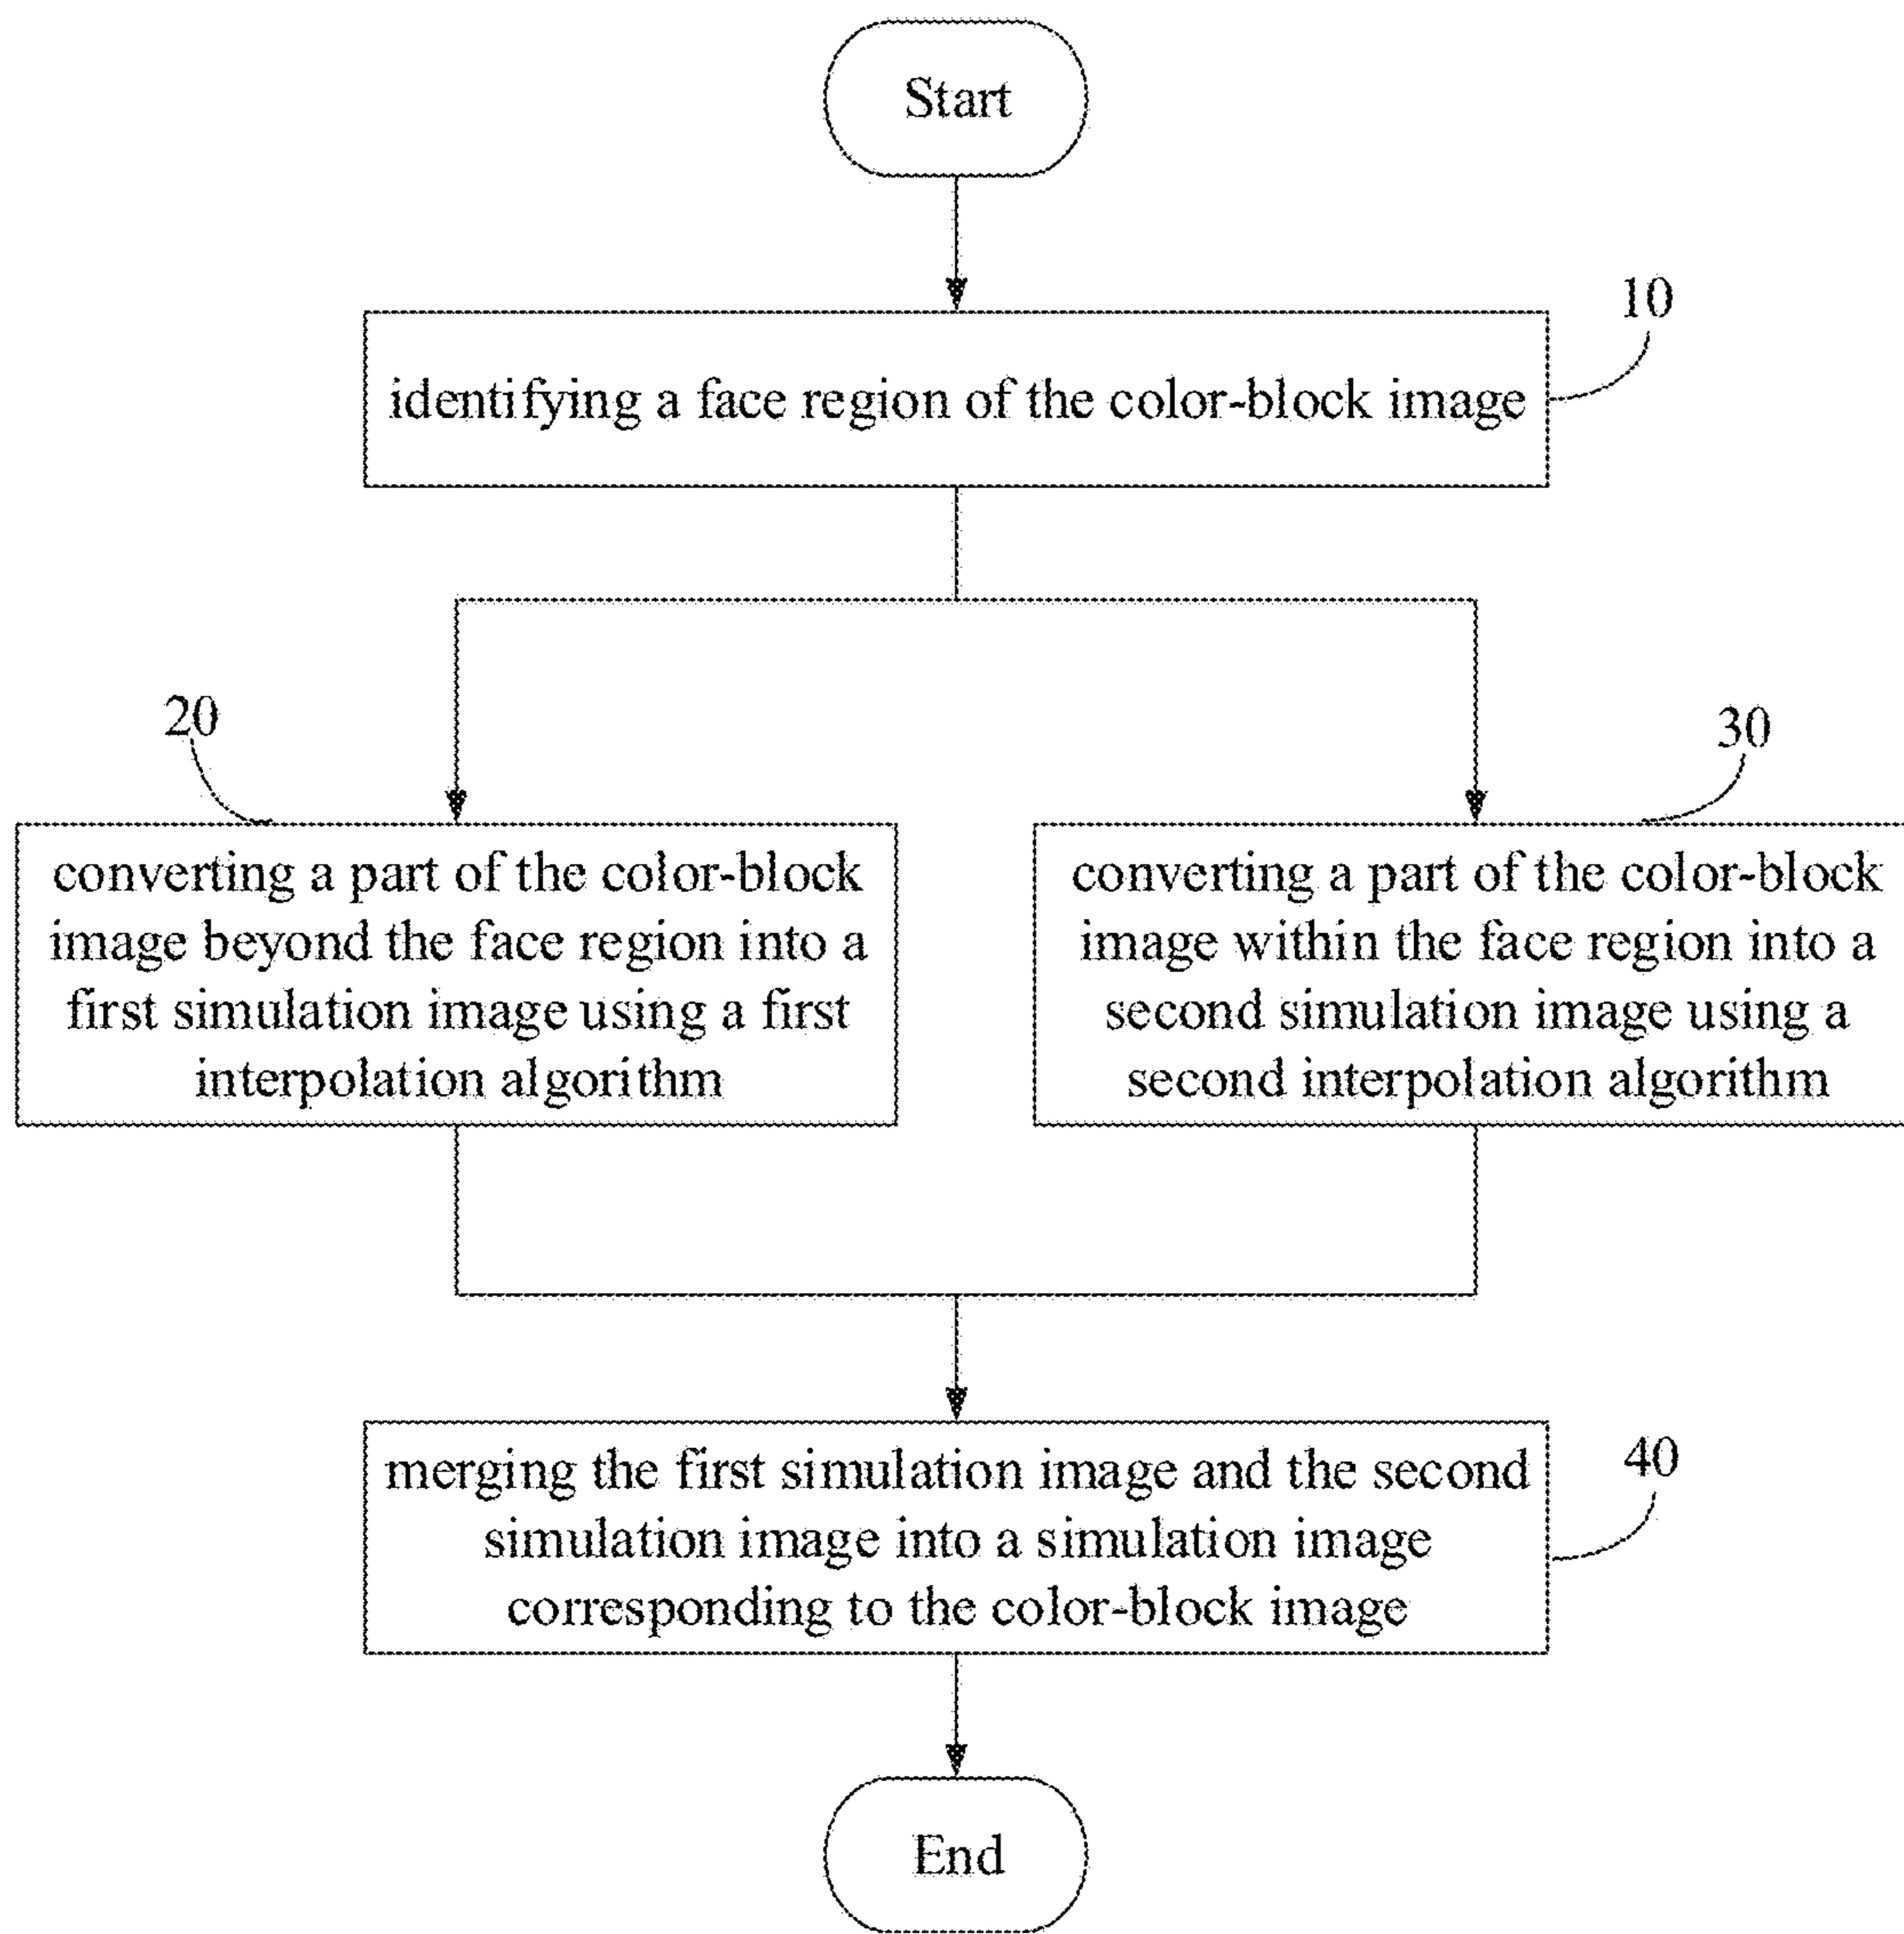 Start
10
identifying a face region of the color-block image
20
30
converting a part of the color-block
image beyond the face region into a
first simulation image using a first
interpolation algorithm
converting a part of the color-block
image within the face region into a
second simulation image using a
second interpolation algorithm
40
merging the first simulation image and the second
simulation image into a simulation image
corresponding to the color-block image
End